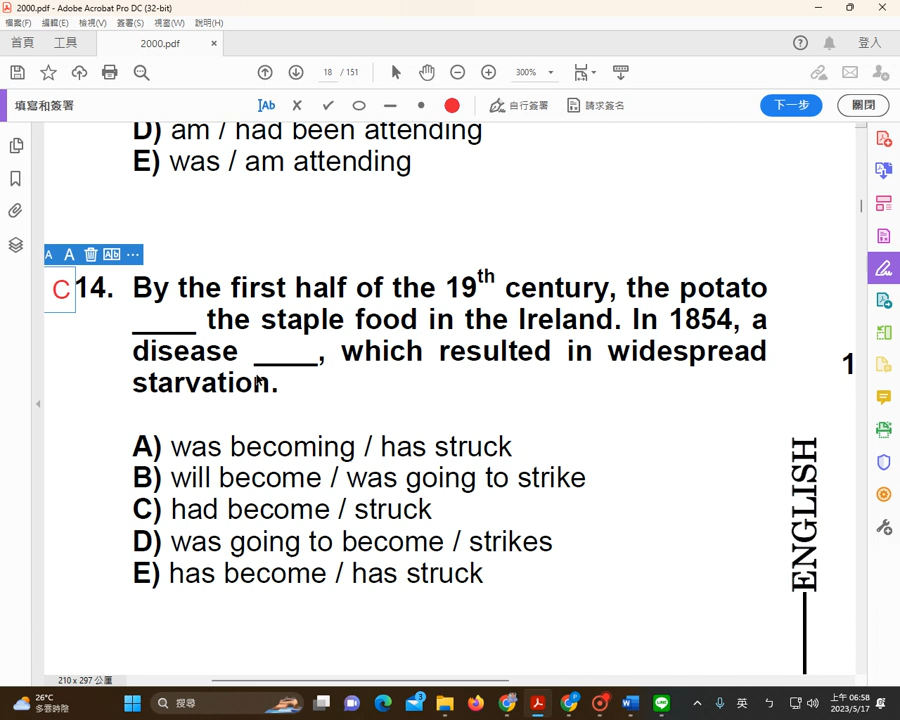 2000.pdf - Adobe Acrobat Pro DC (32-bit)
檔案(F) 編輯(E) 檢視(V) 簽署(S) 視窗(W) 說明(H)
首頁 工具 2000.pdf × 登入
18 / 151 300%
填寫和簽署 Ab 自行簽署 請求簽名 下一步 關閉
D) am / had been attending
E) was / am attending
A A Ab ...
C 14. By the first half of the 19th century, the potato
____ the staple food in the Ireland. In 1854, a
disease ____, which resulted in widespread
starvation.
1
A) was becoming / has struck
B) will become / was going to strike
C) had become / struck
D) was going to become / strikes
E) has become / has struck
ENGLISH
210 x 297 公釐
26°C
多雲時陰
搜尋
3
英
上午 06:58
2023/5/17